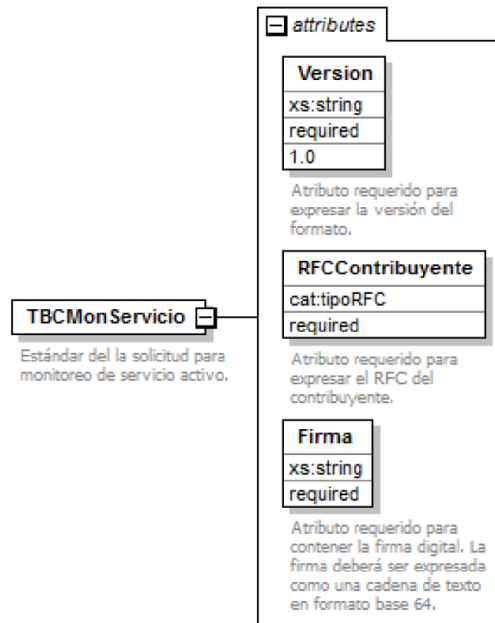 attributes
Version
xs:string
required
1.0
Atributo requerido para
expresar la versión del
formato.
RFCContribuyente
cat:tipoRFC
required
Atributo requerido para
expresar el RFC del
contribuyente.
TBCMonServicio
Estándar del la solicitud para
monitoreo de servicio activo.
Firma
xs:string
required
Atributo requerido para
contener la firma digital. La
firma deberá ser expresada
como una cadena de texto
en formato base 64.